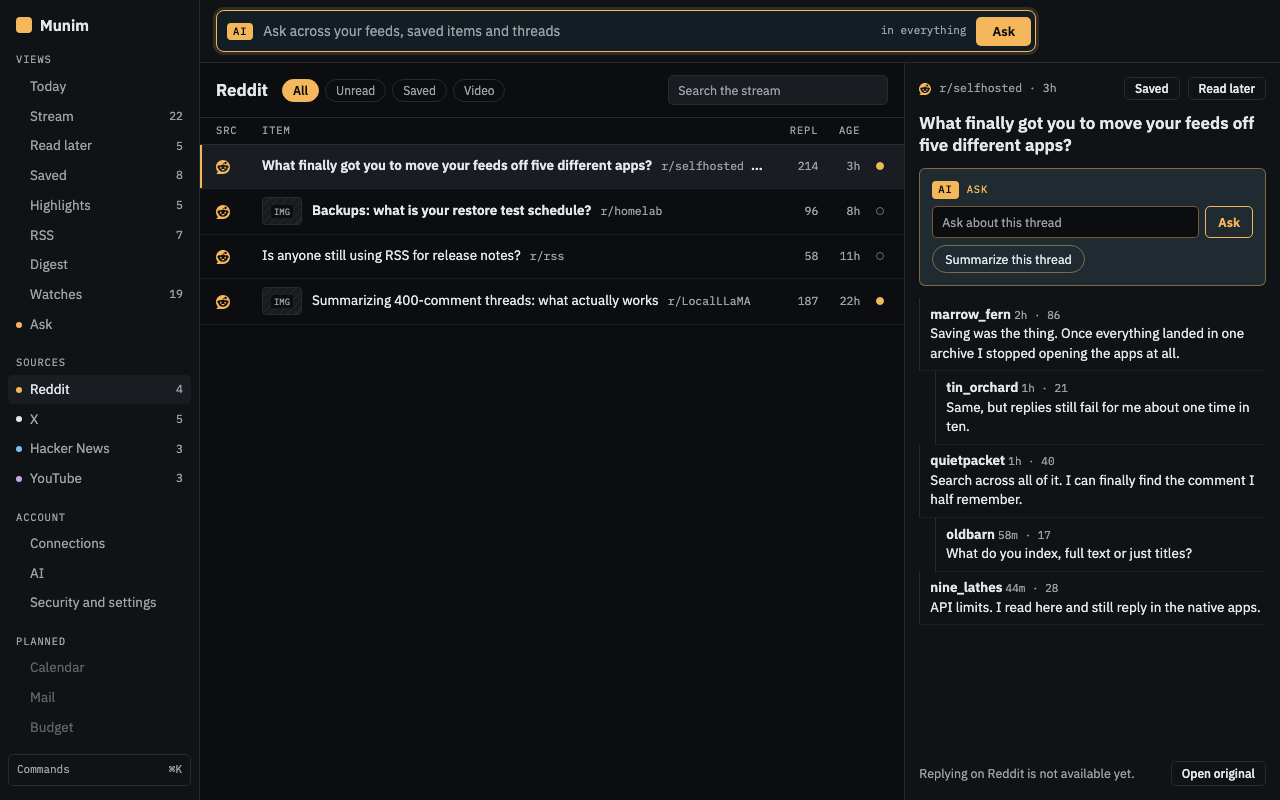 Munim
VIEWS
Today
Stream 22
Read later 5
Saved 8
Highlights 5
RSS 7
Digest
Watches 19
Ask
SOURCES
Reddit 4
X 5
Hacker News 3
YouTube 3
ACCOUNT
Connections
AI
Security and settings
PLANNED
Calendar
Mail
Budget
Commands ⌘K
AI Ask across your feeds, saved items and threads in everything Ask
Reddit All Unread Saved Video Search the stream
SRC ITEM REPL AGE
What finally got you to move your feeds off five different apps? r/selfhosted ... 214 3h
IMG Backups: what is your restore test schedule? r/homelab 96 8h
Is anyone still using RSS for release notes? r/rss 58 11h
IMG Summarizing 400-comment threads: what actually works r/LocalLLaMA 187 22h
r/selfhosted · 3h Saved Read later
What finally got you to move your feeds off
five different apps?
AI ASK
Ask about this thread Ask
Summarize this thread
marrow_fern 2h · 86
Saving was the thing. Once everything landed in one
archive I stopped opening the apps at all.
tin_orchard 1h · 21
Same, but replies still fail for me about one time in
ten.
quietpacket 1h · 40
Search across all of it. I can finally find the comment I
half remember.
oldbarn 58m · 17
What do you index, full text or just titles?
nine_lathes 44m · 28
API limits. I read here and still reply in the native apps.
Replying on Reddit is not available yet. Open original